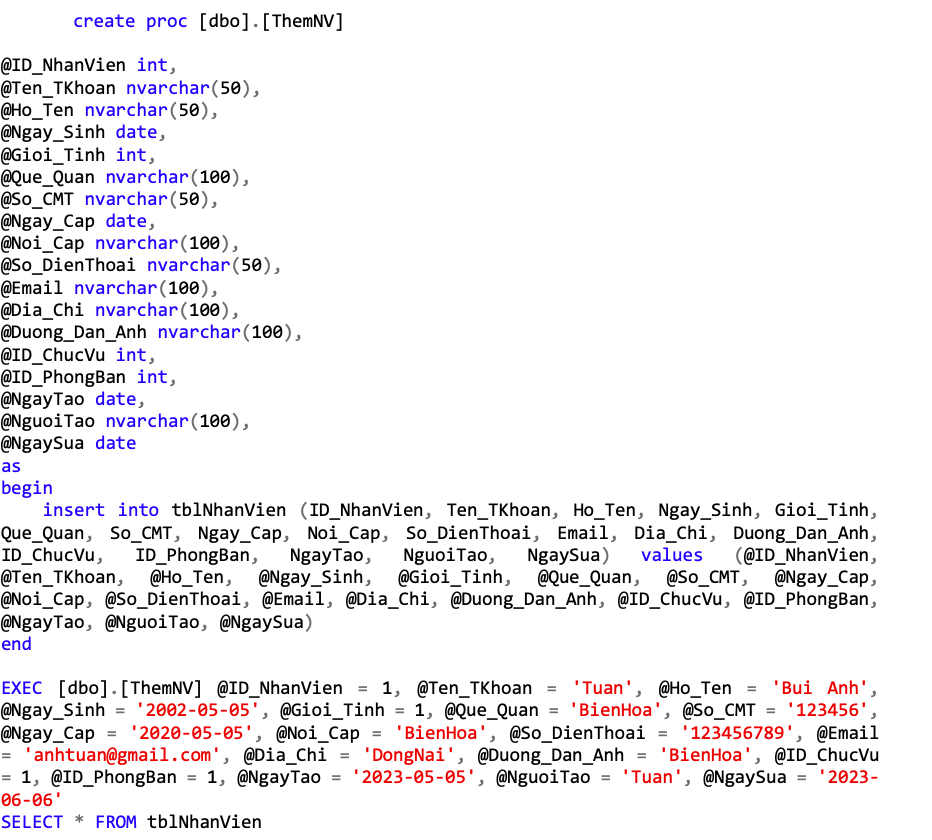 create proc [dbo].[ThemNV]
@ID_NhanVien int,
@Ten_TKhoan nvarchar(50),
@Ho_Ten nvarchar(50),
@Ngay_Sinh date,
@Gioi_Tinh int,
@Que_Quan nvarchar(100),
@So_CMT nvarchar(50),
@Ngay_Cap date,
@Noi_Cap nvarchar(100),
@So_DienThoai nvarchar(50),
@Email nvarchar(100),
@Dia_Chi nvarchar(100),
@Duong_Dan_Anh nvarchar(100),
@ID_ChucVu int,
@ID_PhongBan int,
@NgayTao date,
@NguoiTao nvarchar(100),
@NgaySua date
as
begin
insert into tblNhanVien (ID_NhanVien, Ten_TKhoan, Ho_Ten, Ngay_Sinh, Gioi_Tinh,
Que_Quan, So_CMT, Ngay_Cap, Noi_Cap, So_DienThoai, Email, Dia_Chi, Duong_Dan_Anh,
ID_ChucVu, ID_PhongBan, NgayTao, NguoiTao, NgaySua) values (@ID_NhanVien,
@Ten_TKhoan, @Ho_Ten, @Ngay_Sinh, @Gioi_Tinh, @Que_Quan, @So_CMT, @Ngay_Cap,
@Noi_Cap, @So_DienThoai, @Email, @Dia_Chi, @Duong_Dan_Anh, @ID_ChucVu, @ID_PhongBan,
@NgayTao, @NguoiTao, @NgaySua)
end
EXEC [dbo].[ThemNV] @ID_NhanVien = 1, @Ten_TKhoan = 'Tuan', @Ho_Ten = 'Bui Anh',
@Ngay_Sinh = '2002-05-05', @Gioi_Tinh = 1, @Que_Quan = 'BienHoa', @So_CMT = '123456',
@Ngay_Cap = '2020-05-05', @Noi_Cap = 'BienHoa', @So_DienThoai = '123456789', @Email
= 'anhtuan@gmail.com', @Dia_Chi = 'DongNai', @Duong_Dan_Anh = 'BienHoa', @ID_ChucVu
= 1, @ID_PhongBan = 1, @NgayTao = '2023-05-05', @NguoiTao = 'Tuan', @NgaySua = '2023-
06-06'
SELECT * FROM tblNhanVien